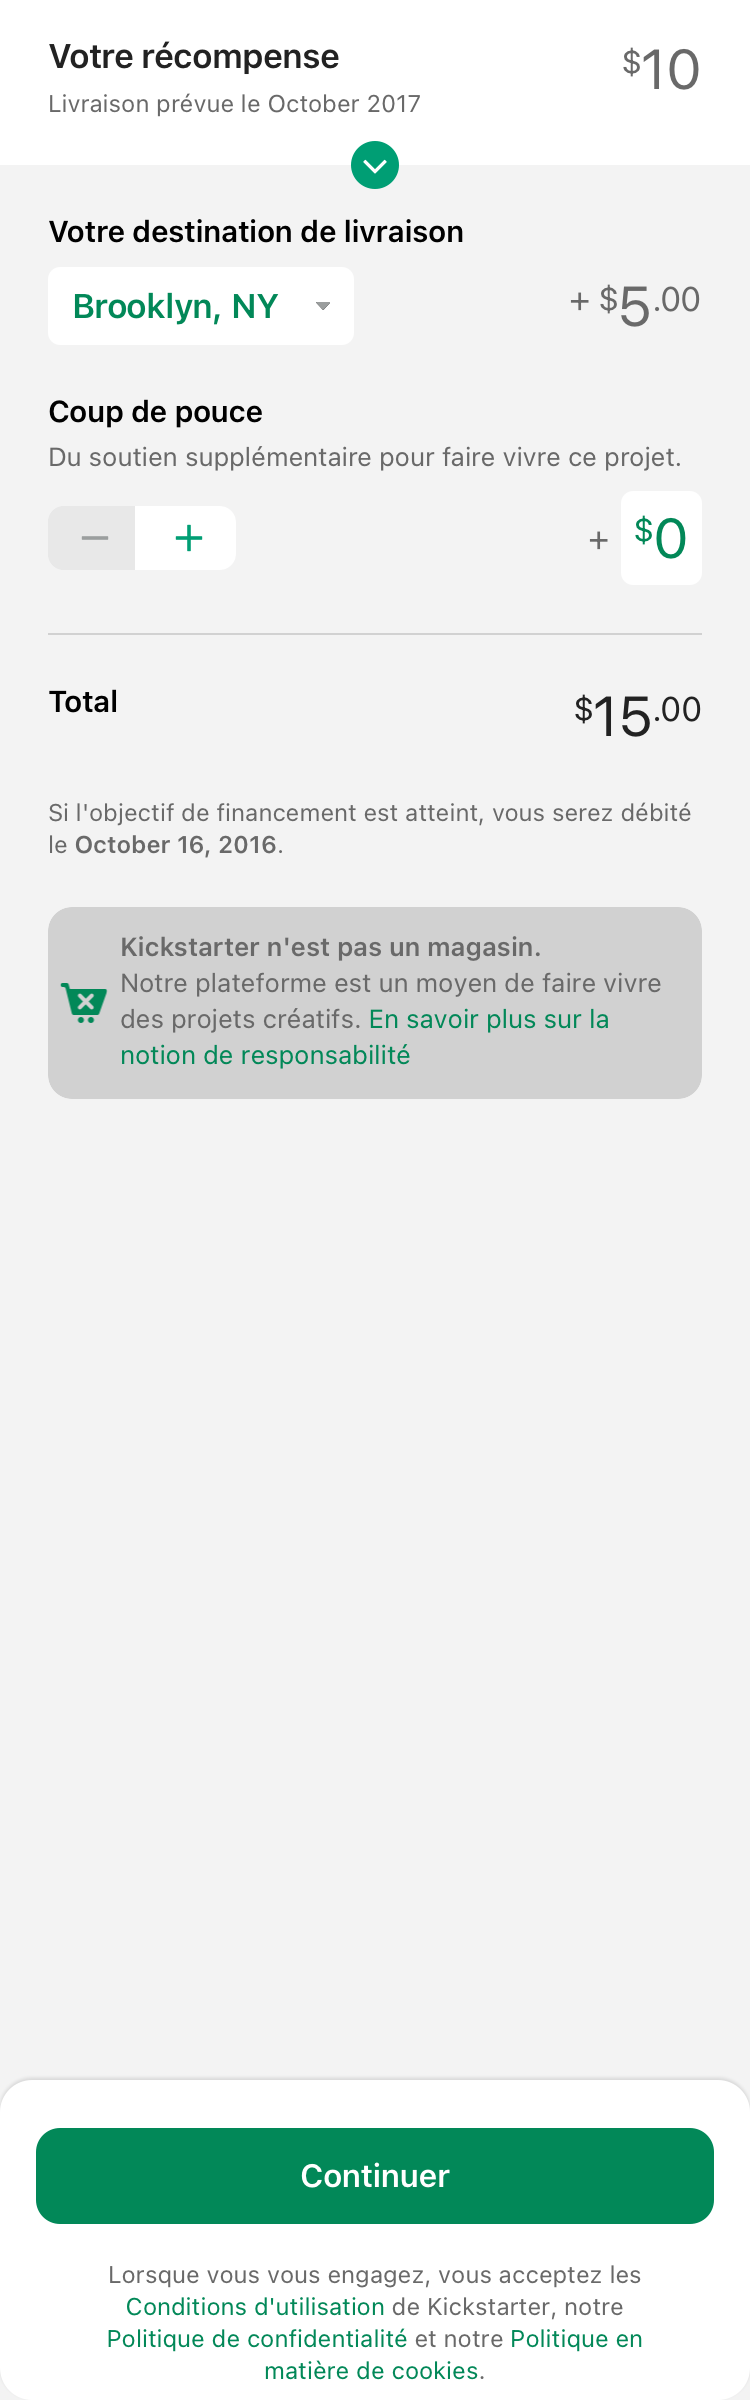 Votre récompense
$10
Livraison prévue le October 2017
Votre destination de livraison
Brooklyn, NY
+ $5.00
Coup de pouce
Du soutien supplémentaire pour faire vivre ce projet.
− +
+ $0
Total
$15.00
Si l'objectif de financement est atteint, vous serez débité
le October 16, 2016.
Kickstarter n'est pas un magasin.
Notre plateforme est un moyen de faire vivre
des projets créatifs. En savoir plus sur la
notion de responsabilité
Continuer
Lorsque vous vous engagez, vous acceptez les
Conditions d'utilisation de Kickstarter, notre
Politique de confidentialité et notre Politique en
matière de cookies.